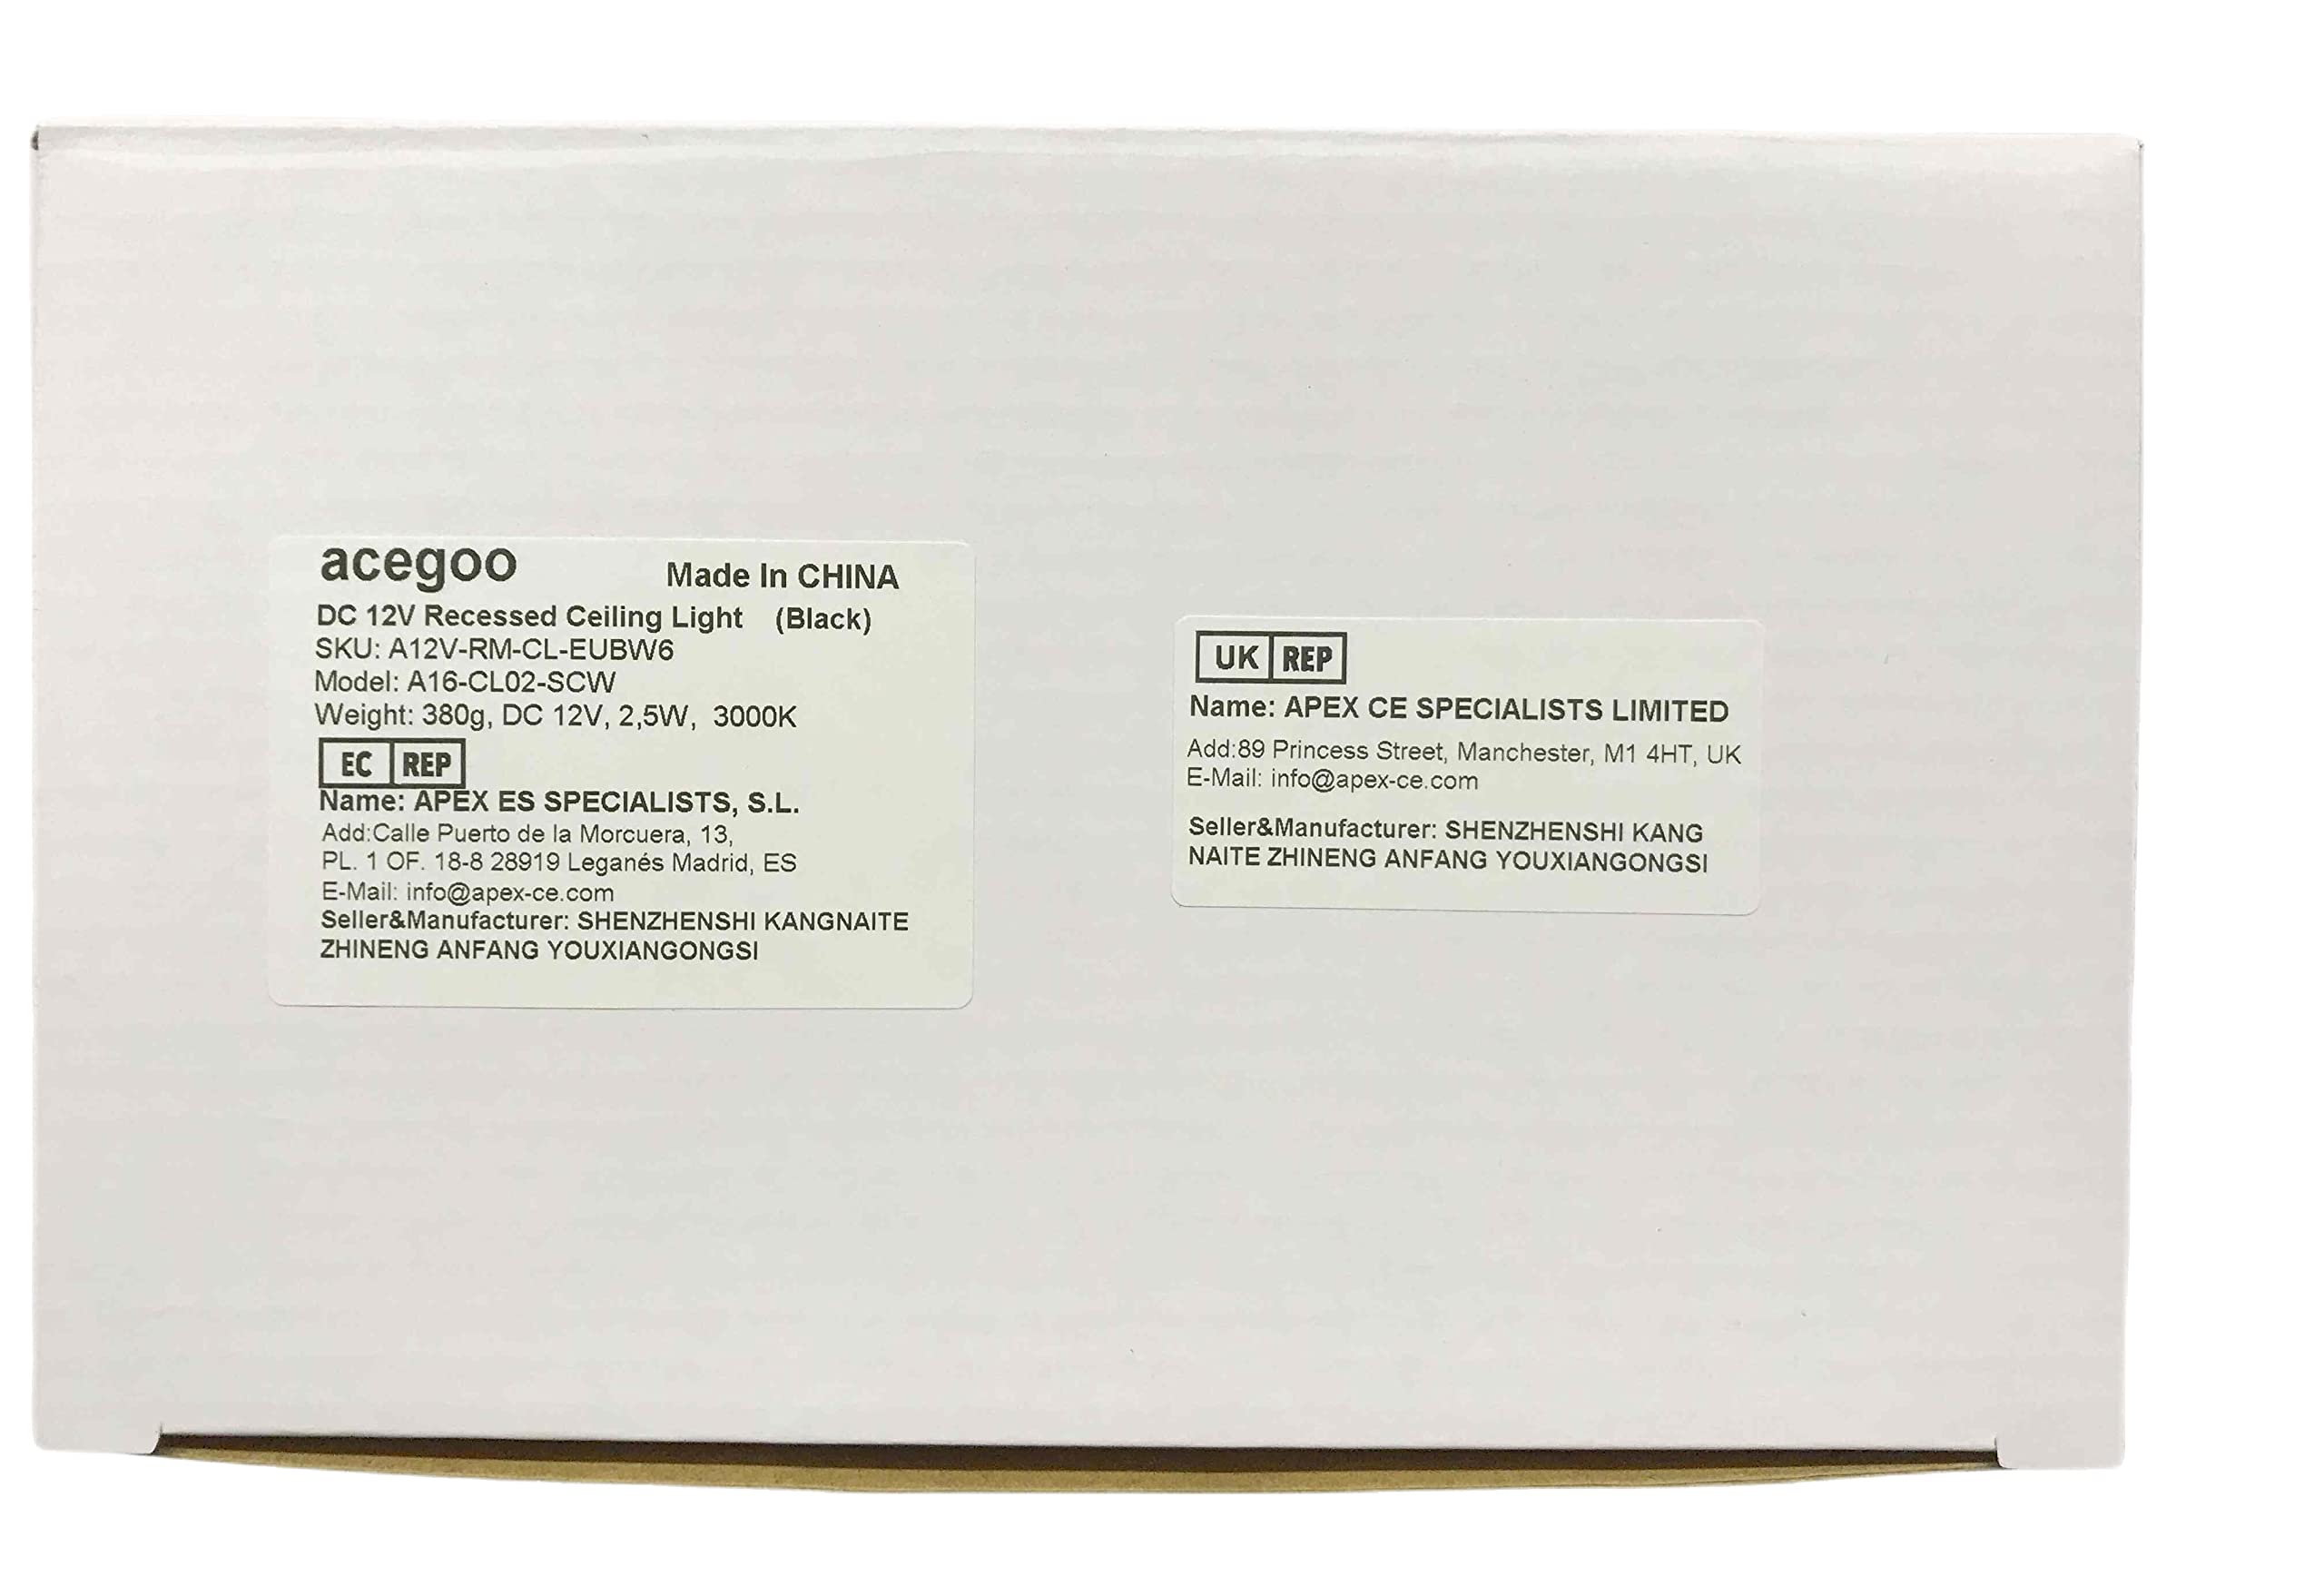 acegoo Made In CHINA
DC 12V Recessed Ceiling Light (Black)
SKU: A12V-RM-CL-EUBW6
Model: A16-CL02-SCW
Weight: 380g, DC 12V, 2,5W, 3000K
EC REP
Name: APEX ES SPECIALISTS, S.L.
Add:Calle Puerto de la Morcuera, 13,
PL. 1 OF. 18-8 28919 Leganés Madrid, ES
E-Mail: info@apex-ce.com
Seller&Manufacturer: SHENZHENSHI KANGNAITE
ZHINENG ANFANG YOUXIANGONGSI
UK REP
Name: APEX CE SPECIALISTS LIMITED
Add:89 Princess Street, Manchester, M1 4HT, UK
E-Mail: info@apex-ce.com
Seller&Manufacturer: SHENZHENSHI KANG
NAITE ZHINENG ANFANG YOUXIANGONGSI